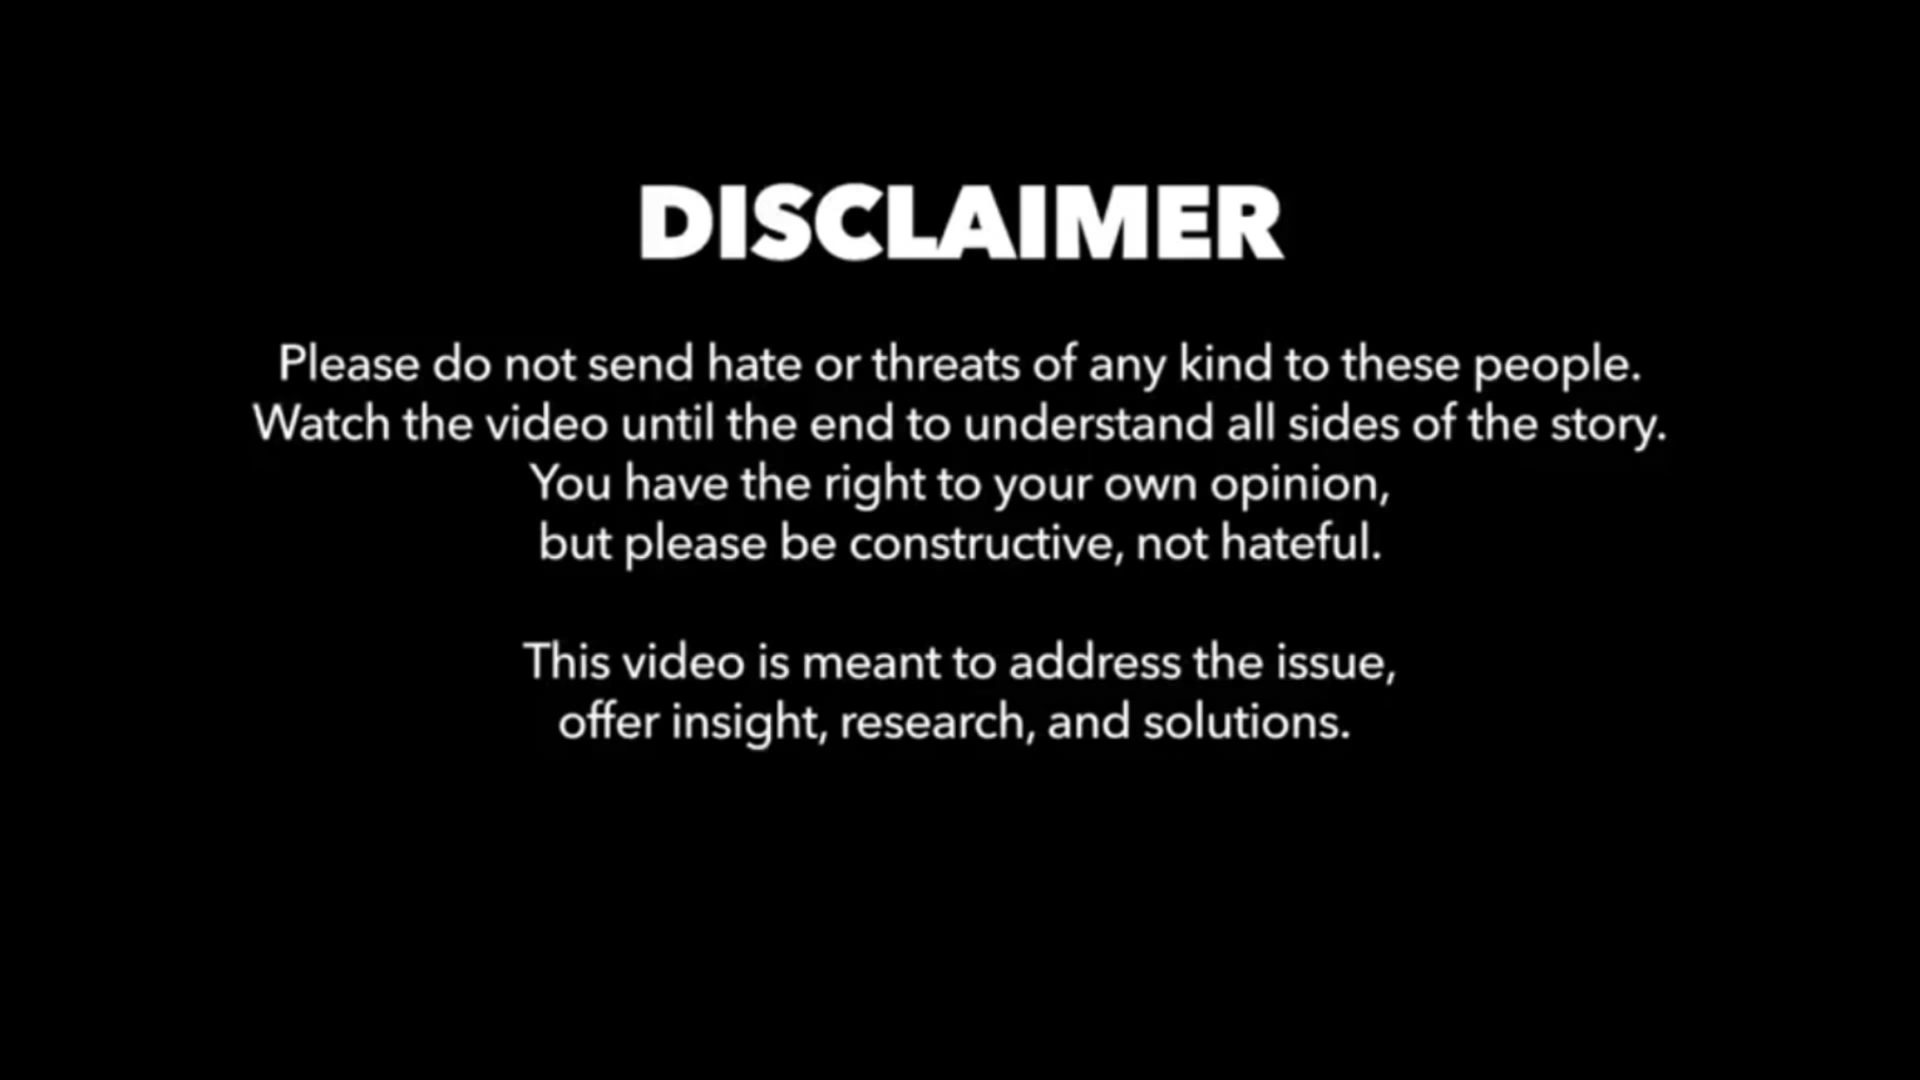 DISCLAIMER
Please do not send hate or threats of any kind to these people.
Watch the video until the end to understand all sides of the story.
You have the right to your own opinion,
but please be constructive, not hateful.
This video is meant to address the issue,
offer insight, research, and solutions.